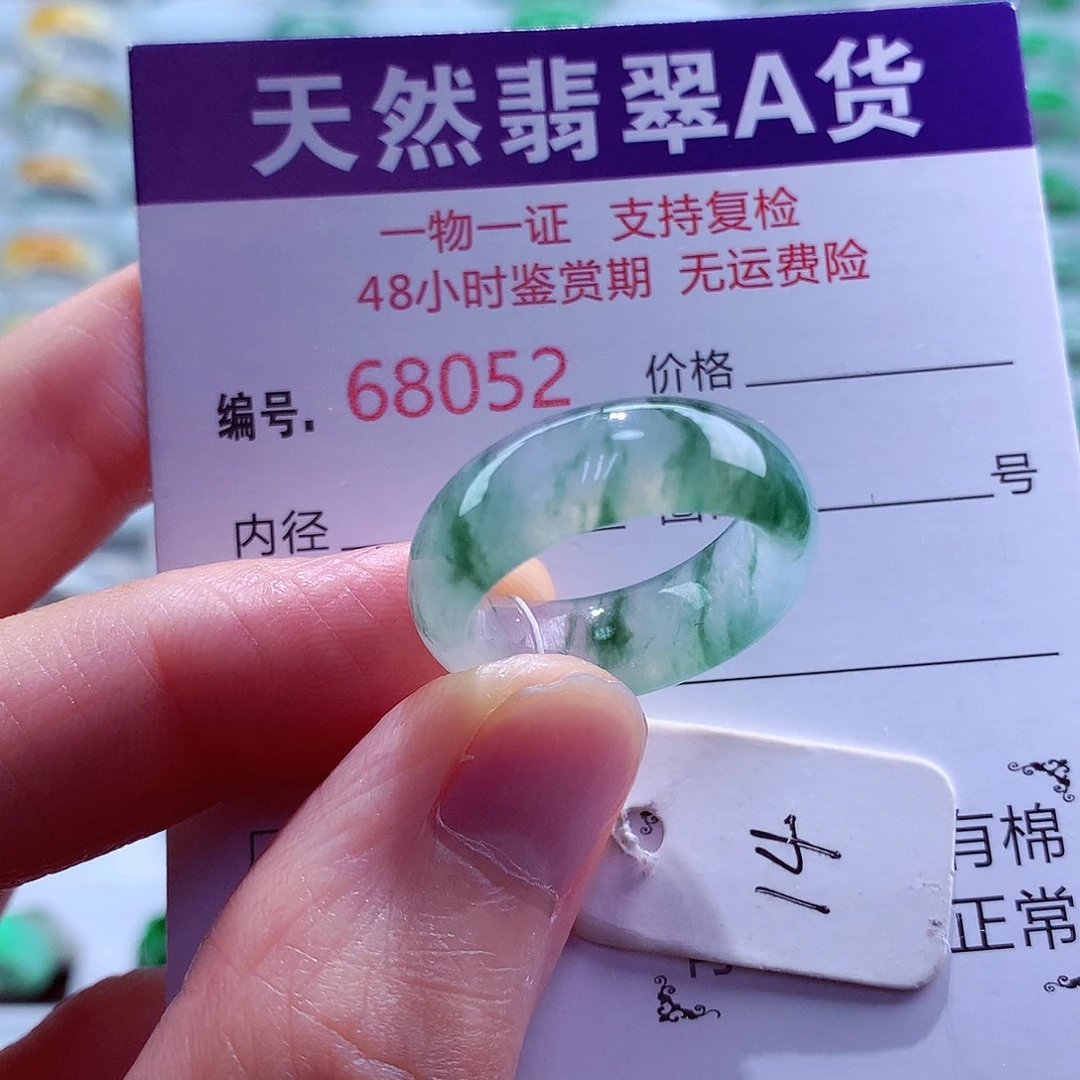 天然翡翠A货
一物一证 支持复检
48小时鉴赏期 无运费险
编号. 68052 价格
内径 号
14
有棉
正常